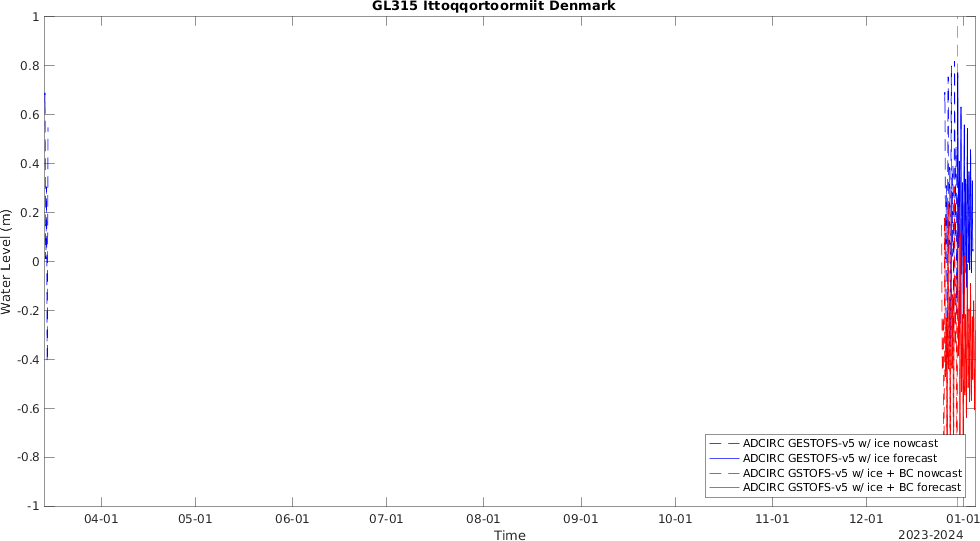 GL315 Ittoqqortoormiit Denmark
1
0.8
0.6
0.4
0.2
0
-0.2
-0.4
-0.6
-0.8
-1
Water Level (m)
ADCIRC GESTOFS-v5 w/ ice nowcast
ADCIRC GESTOFS-v5 w/ ice forecast
ADCIRC GSTOFS-v5 w/ ice + BC nowcast
ADCIRC GSTOFS-v5 w/ ice + BC forecast
04-01 05-01 06-01 07-01 08-01 09-01 10-01 11-01 12-01 01-01
Time
2023-2024